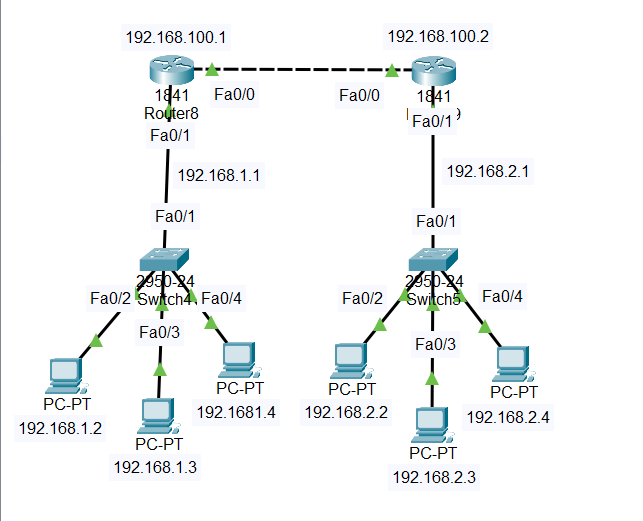 192.168.100.1
192.168.100.2
1841
Router8
Fa0/0
Fa0/0
1841
9
Fa0/1
Fa0/1
192.168.1.1
192.168.2.1
Fa0/1
Fa0/1
2950-24
Switch4
2950-24
Switch5
Fa0/2
Fa0/4
Fa0/3
Fa0/2
Fa0/4
Fa0/3
PC-PT
192.168.1.2
PC-PT
192.168.1.3
PC-PT
192.1681.4
PC-PT
192.168.2.2
PC-PT
192.168.2.3
PC-PT
192.168.2.4